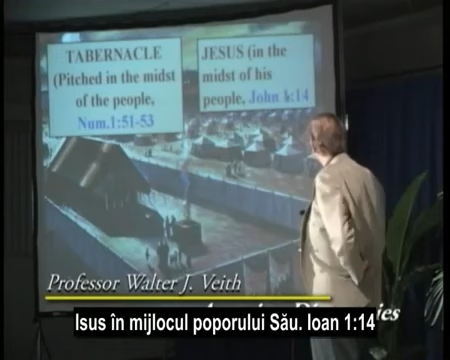 TABERNACLE
(Pitched in the midst
of the people,
Num.1:51-53
JESUS (in the
midst of his
people, John 1:14
Professor Walter J. Veith
Isus în mijlocul poporului Său. Ioan 1:14